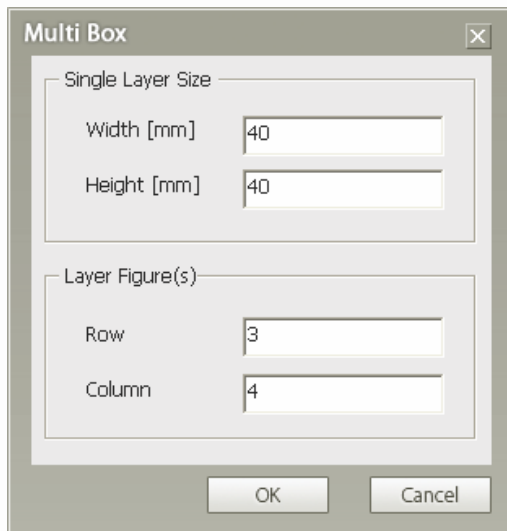 Multi Box
Single Layer Size
Width [mm] 40
Height [mm] 40
Layer Figure(s)
Row 3
Column 4
OK Cancel